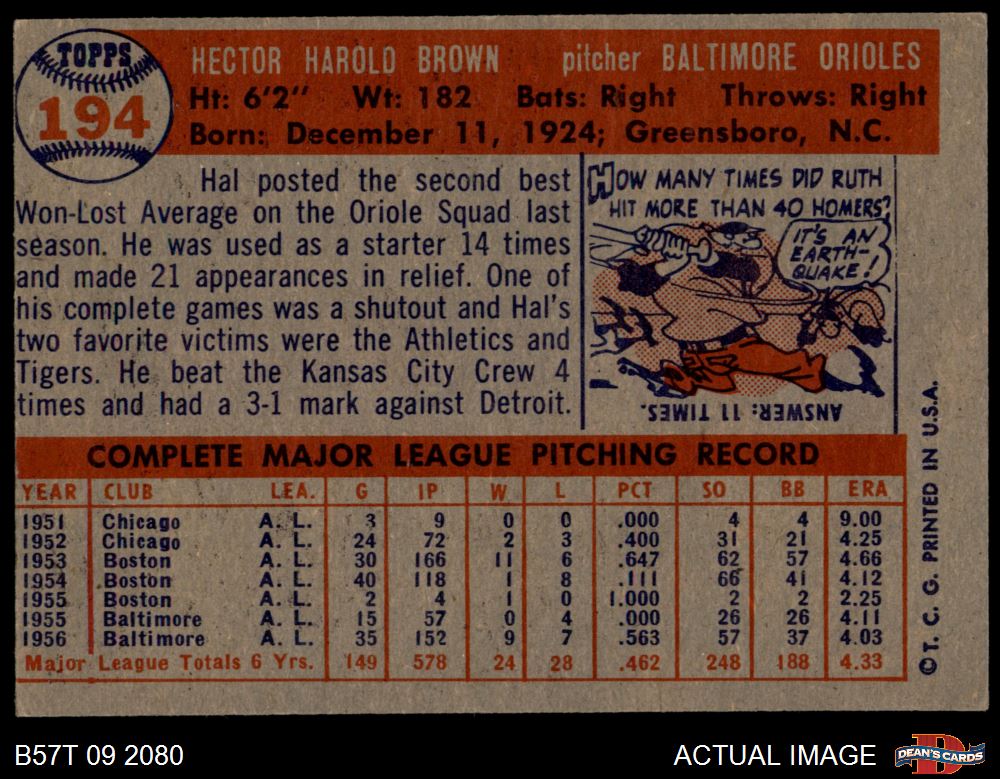 TOPPS
194
HECTOR HAROLD BROWN pitcher BALTIMORE ORIOLES
Ht: 6'2" Wt: 182 Bats: Right Throws: Right
Born: December 11, 1924; Greensboro, N.C.
Hal posted the second best
Won-Lost Average on the Oriole Squad last
season. He was used as a starter 14 times
and made 21 appearances in relief. One of
his complete games was a shutout and Hal's
two favorite victims were the Athletics and
Tigers. He beat the Kansas City Crew 4
times and had a 3-1 mark against Detroit.
HOW MANY TIMES DID RUTH
HIT MORE THAN 40 HOMERS?
IT'S AN
EARTH-
QUAKE!
ANSWER: 11 TIMES.
COMPLETE MAJOR LEAGUE PITCHING RECORD
YEAR CLUB LEA. G IP W L PCT SO BB ERA
1951 Chicago A. L. 3 9 0 0 .000 4 4 9.00
1952 Chicago A. L. 24 72 2 3 .400 31 21 4.25
1953 Boston A. L. 30 166 11 6 .647 62 57 4.66
1954 Boston A. L. 40 118 1 8 .111 66 41 4.12
1955 Boston A. L. 2 4 1 0 1.000 2 2 2.25
1955 Baltimore A. L. 15 57 0 4 .000 26 26 4.11
1956 Baltimore A. L. 35 152 9 7 .563 57 37 4.03
Major League Totals 6 Yrs. 149 578 24 28 .462 248 188 4.33
© T. C. G. PRINTED IN U.S.A.
B57T 09 2080
ACTUAL IMAGE
DEAN'S CARDS